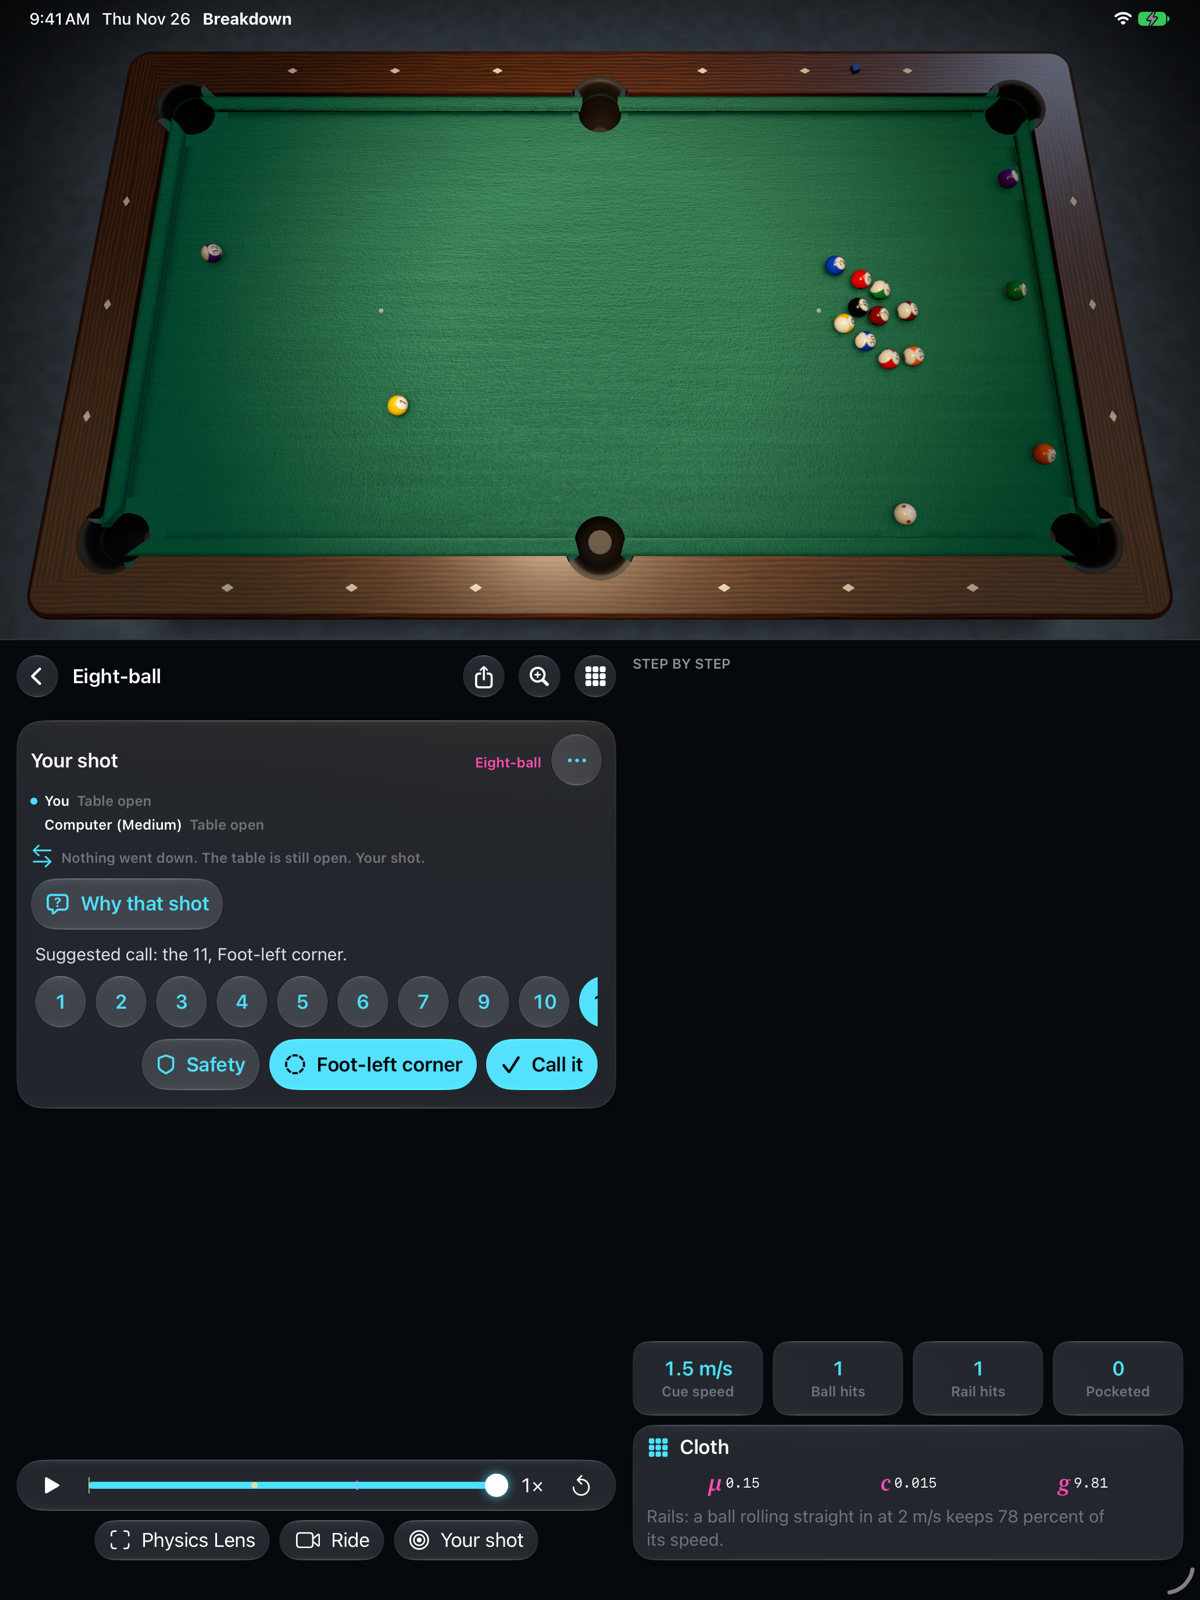 9:41 AM Thu Nov 26 Breakdown
Eight-ball
STEP BY STEP
Your shot
Eight-ball
You Table open
Computer (Medium) Table open
Nothing went down. The table is still open. Your shot.
Why that shot
Suggested call: the 11, Foot-left corner.
1 2 3 4 5 6 7 9 10
Safety
Foot-left corner
Call it
1.5 m/s
Cue speed
1
Ball hits
1
Rail hits
0
Pocketed
Cloth
μ 0.15 c 0.015 g 9.81
Rails: a ball rolling straight in at 2 m/s keeps 78 percent of
its speed.
1×
Physics Lens
Ride
Your shot